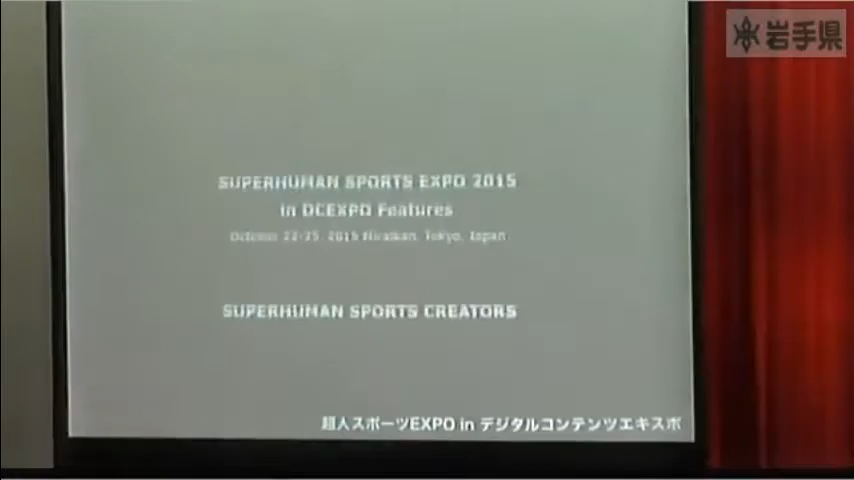 岩手県
SUPERHUMAN SPORTS EXPO 2015
in DCEXPO Features
October 22-25, 2015 Miraikan, Tokyo, Japan
SUPERHUMAN SPORTS CREATORS
超人スポーツEXPO in デジタルコンテンツエキスポ